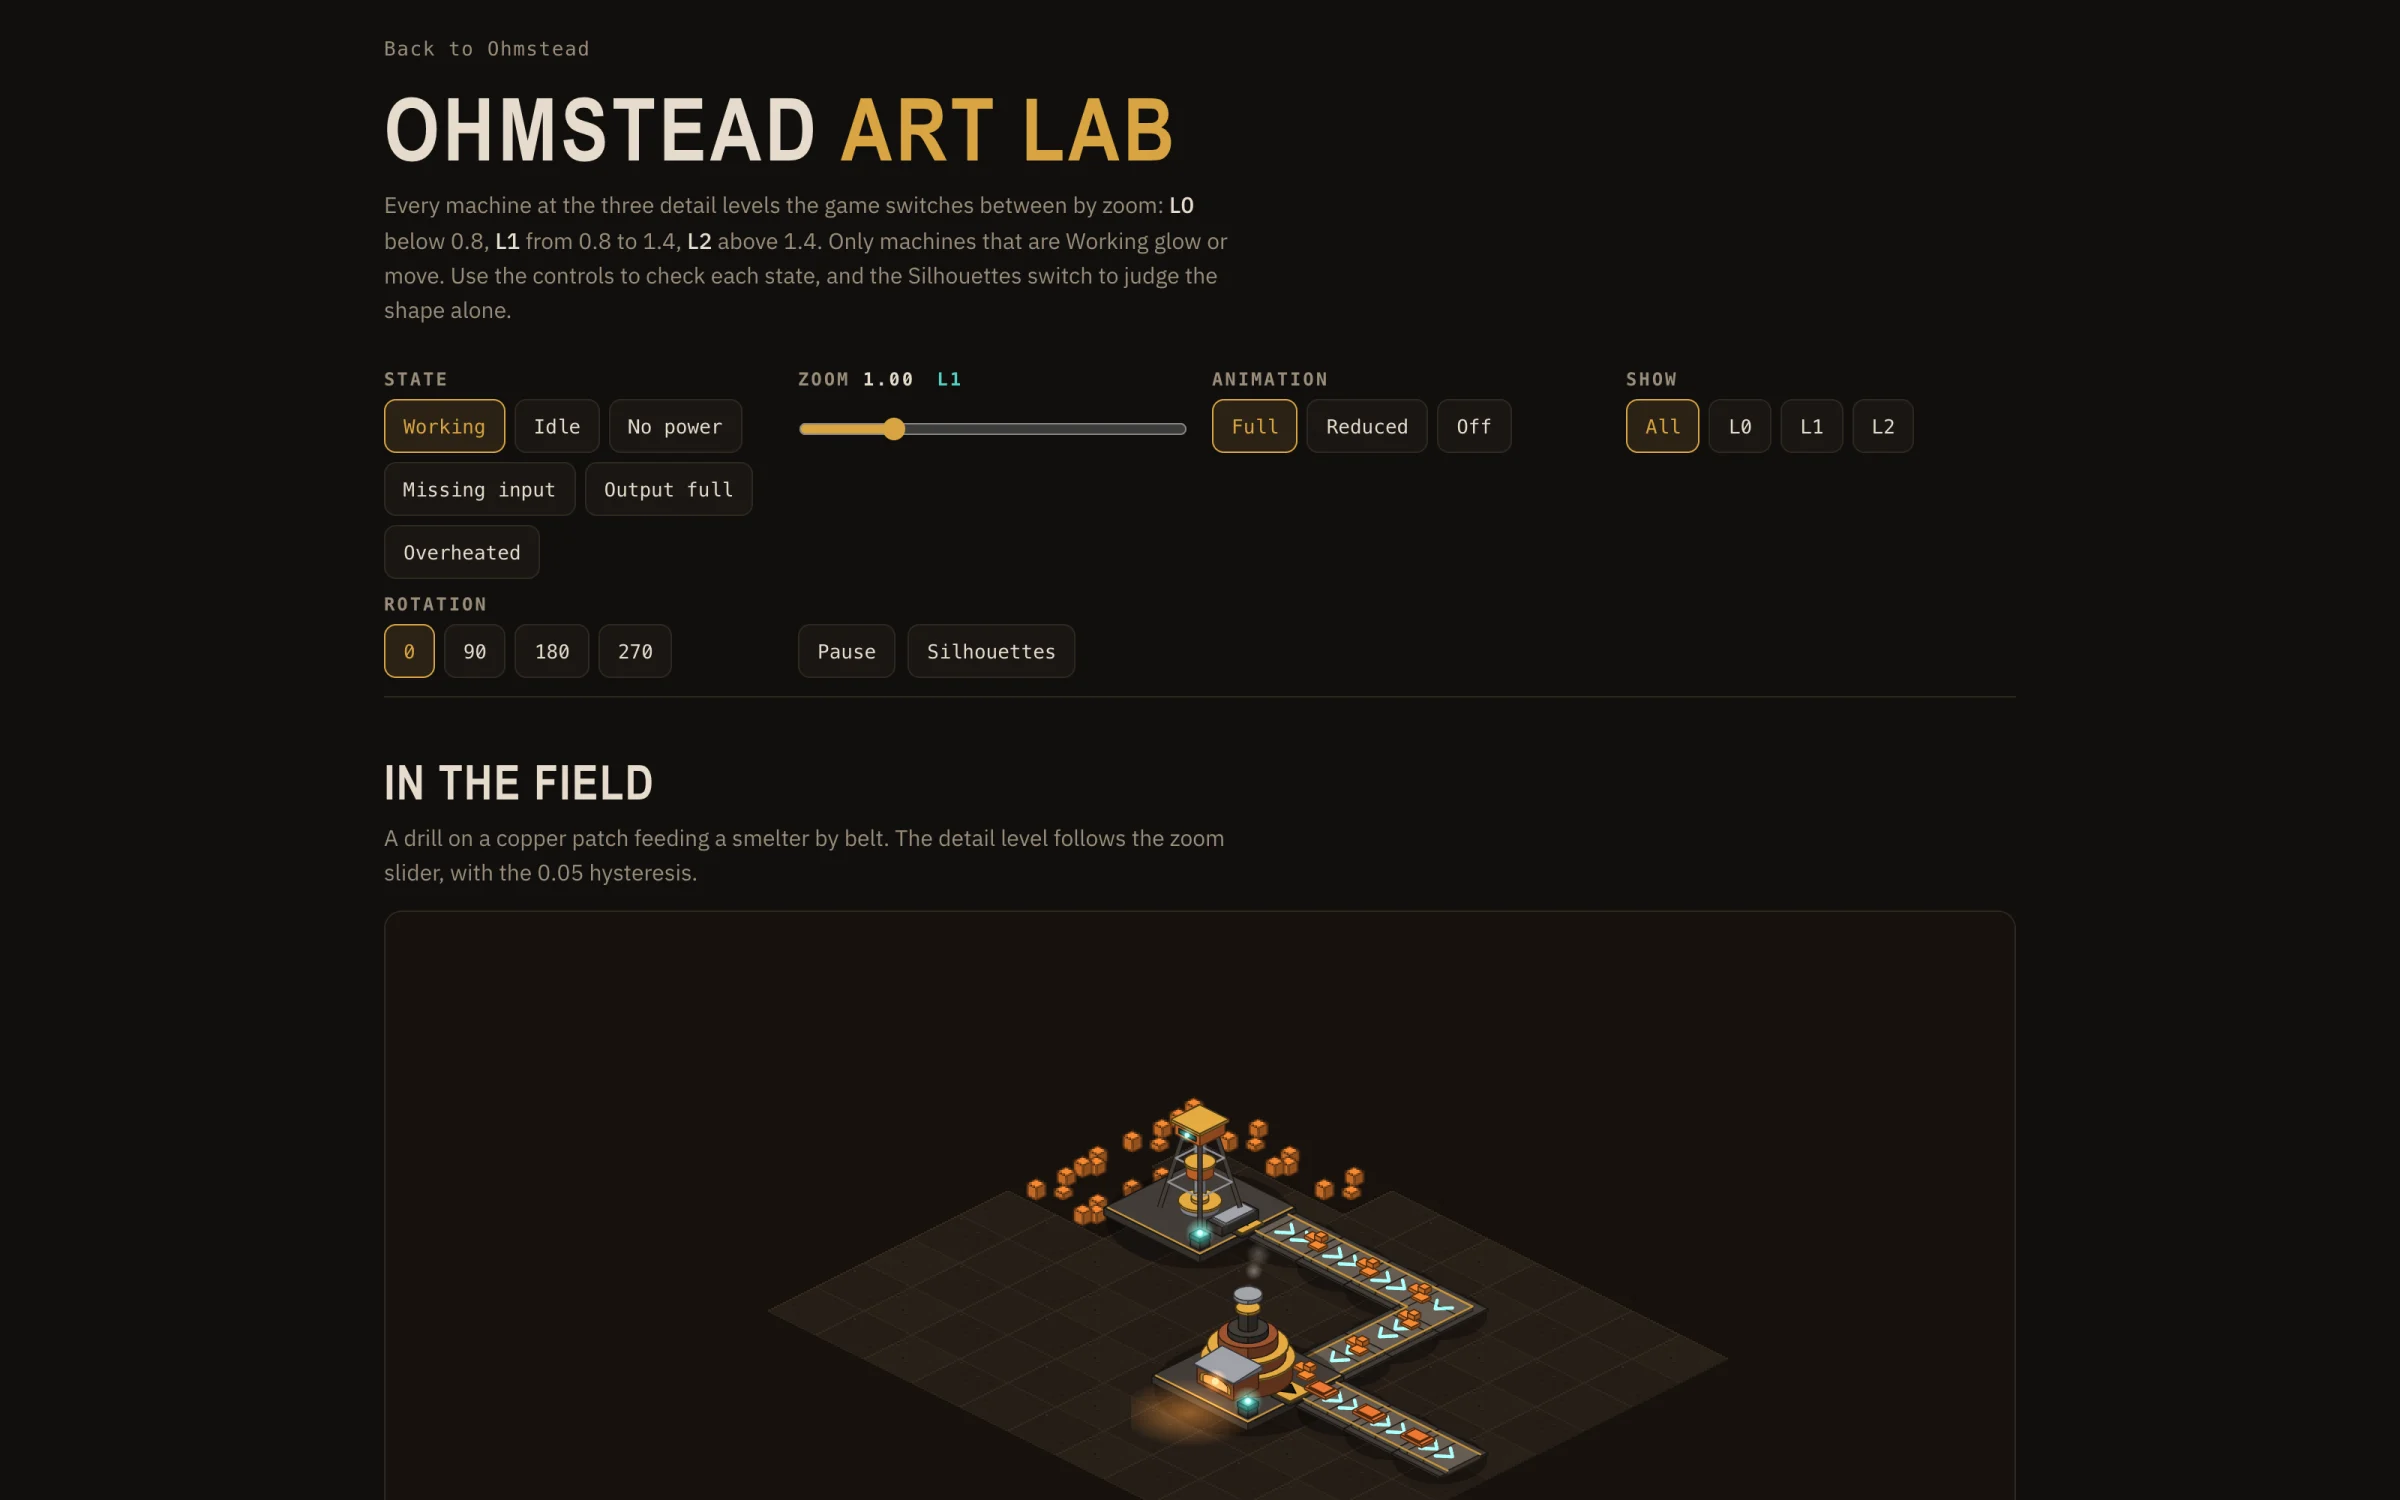 Back to Ohmstead
OHMSTEAD ART LAB
Every machine at the three detail levels the game switches between by zoom: L0
below 0.8, L1 from 0.8 to 1.4, L2 above 1.4. Only machines that are Working glow or
move. Use the controls to check each state, and the Silhouettes switch to judge the
shape alone.
STATE
Working Idle No power
Missing input Output full
Overheated
ZOOM 1.00 L1
ANIMATION
Full Reduced Off
SHOW
All L0 L1 L2
ROTATION
0 90 180 270
Pause Silhouettes
IN THE FIELD
A drill on a copper patch feeding a smelter by belt. The detail level follows the zoom
slider, with the 0.05 hysteresis.